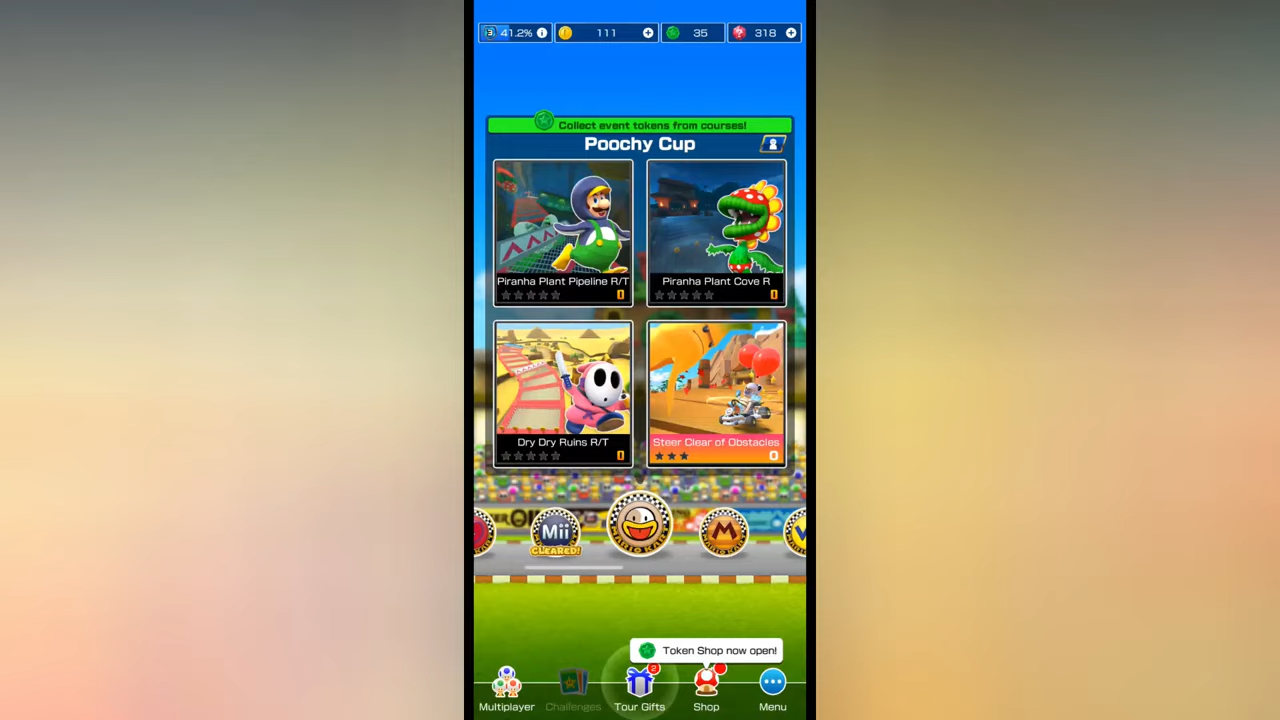 3 41.2% i 111 + 35 318 +
Collect event tokens from courses!
Poochy Cup
Piranha Plant Pipeline R/T
0
Piranha Plant Cove R
0
Dry Dry Ruins R/T
0
Steer Clear of Obstacles
0
Mii
CLEARED!
M
Token Shop now open!
2
Multiplayer
Challenges
Tour Gifts
Shop
Menu